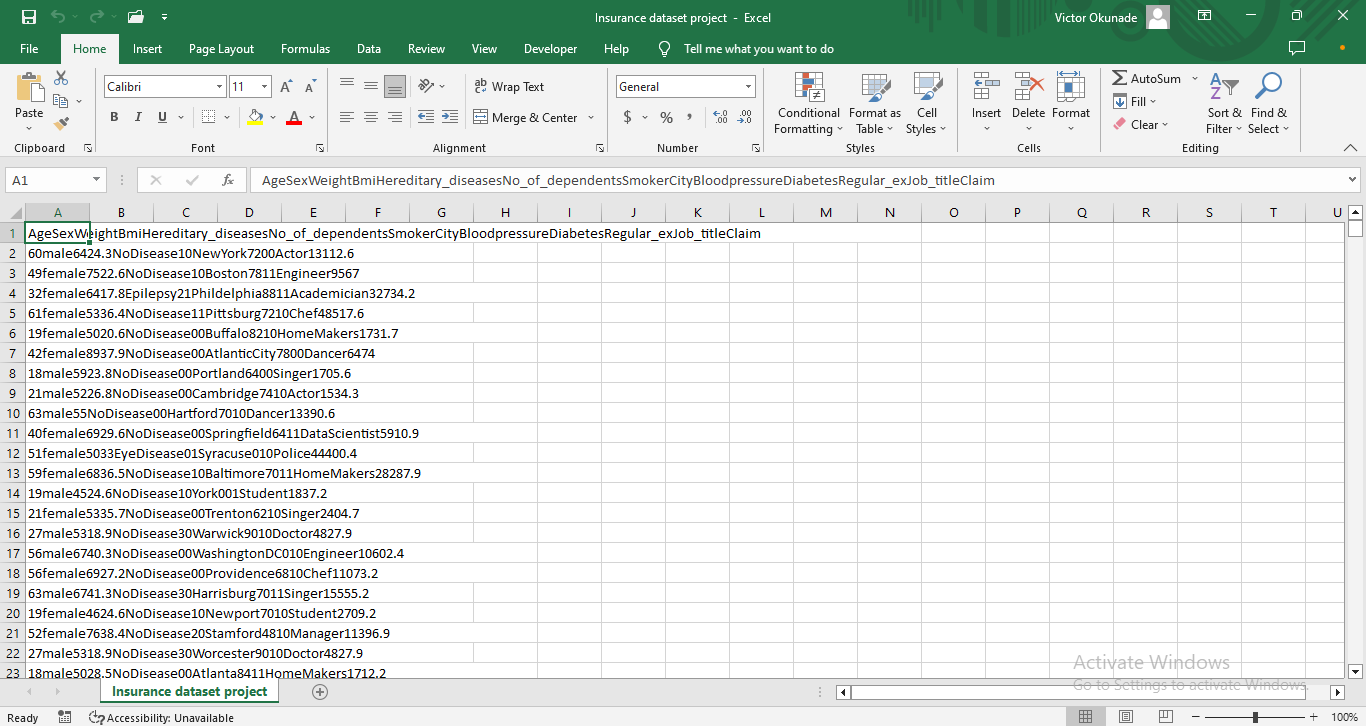 Insurance dataset project - Excel
Victor Okunade
File Home Insert Page Layout Formulas Data Review View Developer Help Tell me what you want to do
Paste
Clipboard
Calibri 11
B I U
Font
Wrap Text
Merge & Center
Alignment
General
$ % ,
Number
Conditional Formatting
Format as Table
Cell Styles
Styles
Insert Delete Format
Cells
AutoSum
Fill
Clear
Sort & Filter
Find & Select
Editing
A1 fx AgeSexWeightBmiHereditary_diseasesNo_of_dependentsSmokerCityBloodpressureDiabetesRegular_exJob_titleClaim
A B C D E F G H I J K L M N O P Q R S T U
1 AgeSexWeightBmiHereditary_diseasesNo_of_dependentsSmokerCityBloodpressureDiabetesRegular_exJob_titleClaim
2 60male6424.3NoDisease10NewYork7200Actor13112.6
3 49female7522.6NoDisease10Boston7811Engineer9567
4 32female6417.8Epilepsy21Phildelphia8811Academician32734.2
5 61female5336.4NoDisease11Pittsburg7210Chef48517.6
6 19female5020.6NoDisease00Buffalo8210HomeMakers1731.7
7 42female8937.9NoDisease00AtlanticCity7800Dancer6474
8 18male5923.8NoDisease00Portland6400Singer1705.6
9 21male5226.8NoDisease00Cambridge7410Actor1534.3
10 63male55NoDisease00Hartford7010Dancer13390.6
11 40female6929.6NoDisease00Springfield6411DataScientist5910.9
12 51female5033EyeDisease01Syracuse010Police44400.4
13 59female6836.5NoDisease10Baltimore7011HomeMakers28287.9
14 19male4524.6NoDisease10York001Student1837.2
15 21female5335.7NoDisease00Trenton6210Singer2404.7
16 27male5318.9NoDisease30Warwick9010Doctor4827.9
17 56male6740.3NoDisease00WashingtonDC010Engineer10602.4
18 56female6927.2NoDisease00Providence6810Chef11073.2
19 63male6741.3NoDisease30Harrisburg7011Singer15555.2
20 19female4624.6NoDisease10Newport7010Student2709.2
21 52female7638.4NoDisease20Stamford4810Manager11396.9
22 27male5318.9NoDisease30Worcester9010Doctor4827.9
23 18male5028.5NoDisease00Atlanta8411HomeMakers1712.2
Activate Windows
Go to Settings to activate Windows.
Insurance dataset project
Ready Accessibility: Unavailable 100%